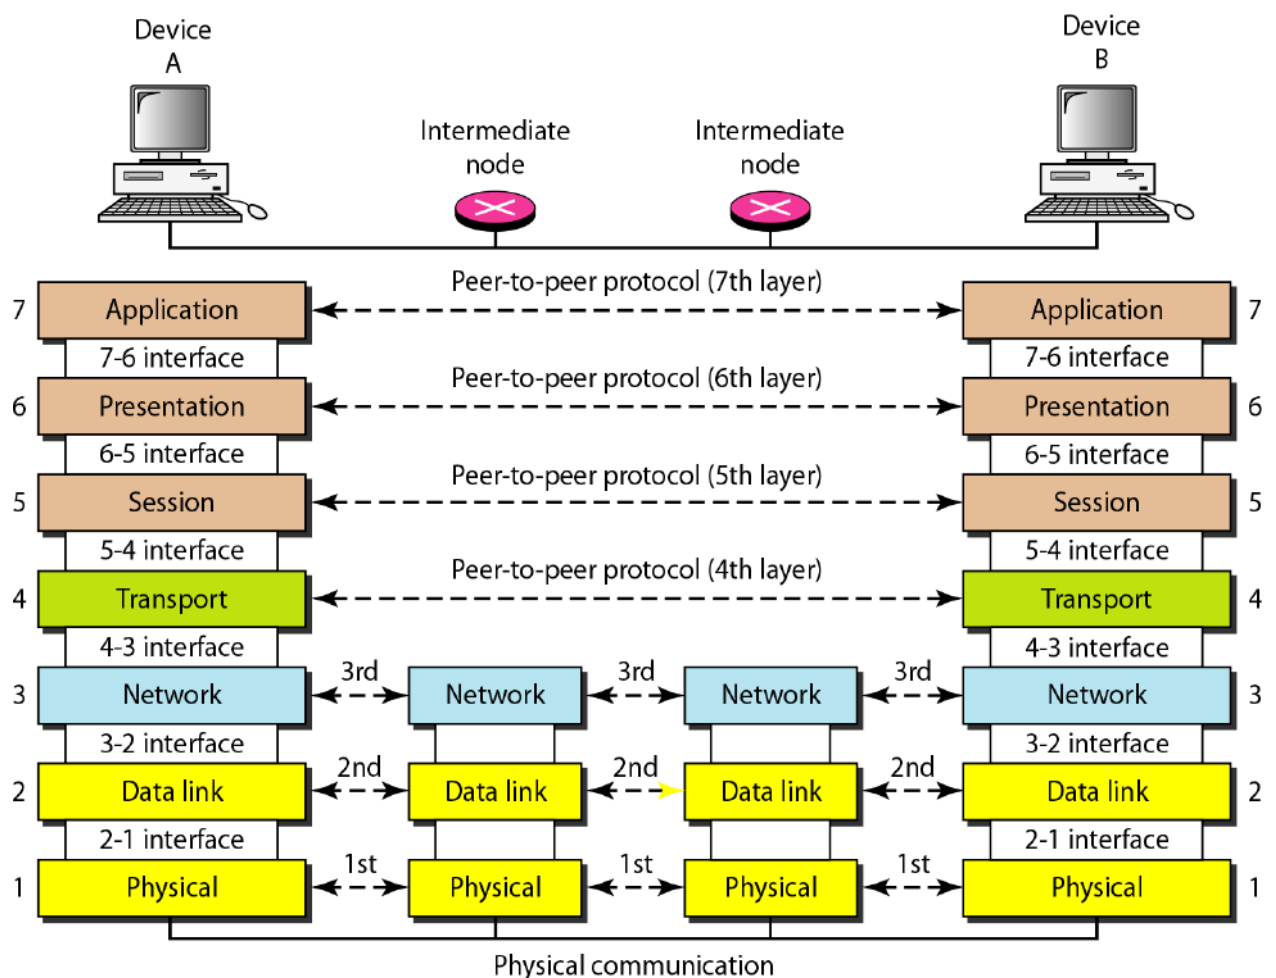 Device
A
Device
B
Intermediate
node
Intermediate
node
Peer-to-peer protocol (7th layer)
7 Application Application 7
7-6 interface 7-6 interface
Peer-to-peer protocol (6th layer)
6 Presentation Presentation 6
6-5 interface 6-5 interface
Peer-to-peer protocol (5th layer)
5 Session Session 5
5-4 interface 5-4 interface
Peer-to-peer protocol (4th layer)
4 Transport Transport 4
4-3 interface 4-3 interface
3rd 3rd 3rd
3 Network Network Network Network 3
3-2 interface 3-2 interface
2nd 2nd 2nd
2 Data link Data link Data link Data link 2
2-1 interface 2-1 interface
1st 1st 1st
1 Physical Physical Physical Physical 1
Physical communication